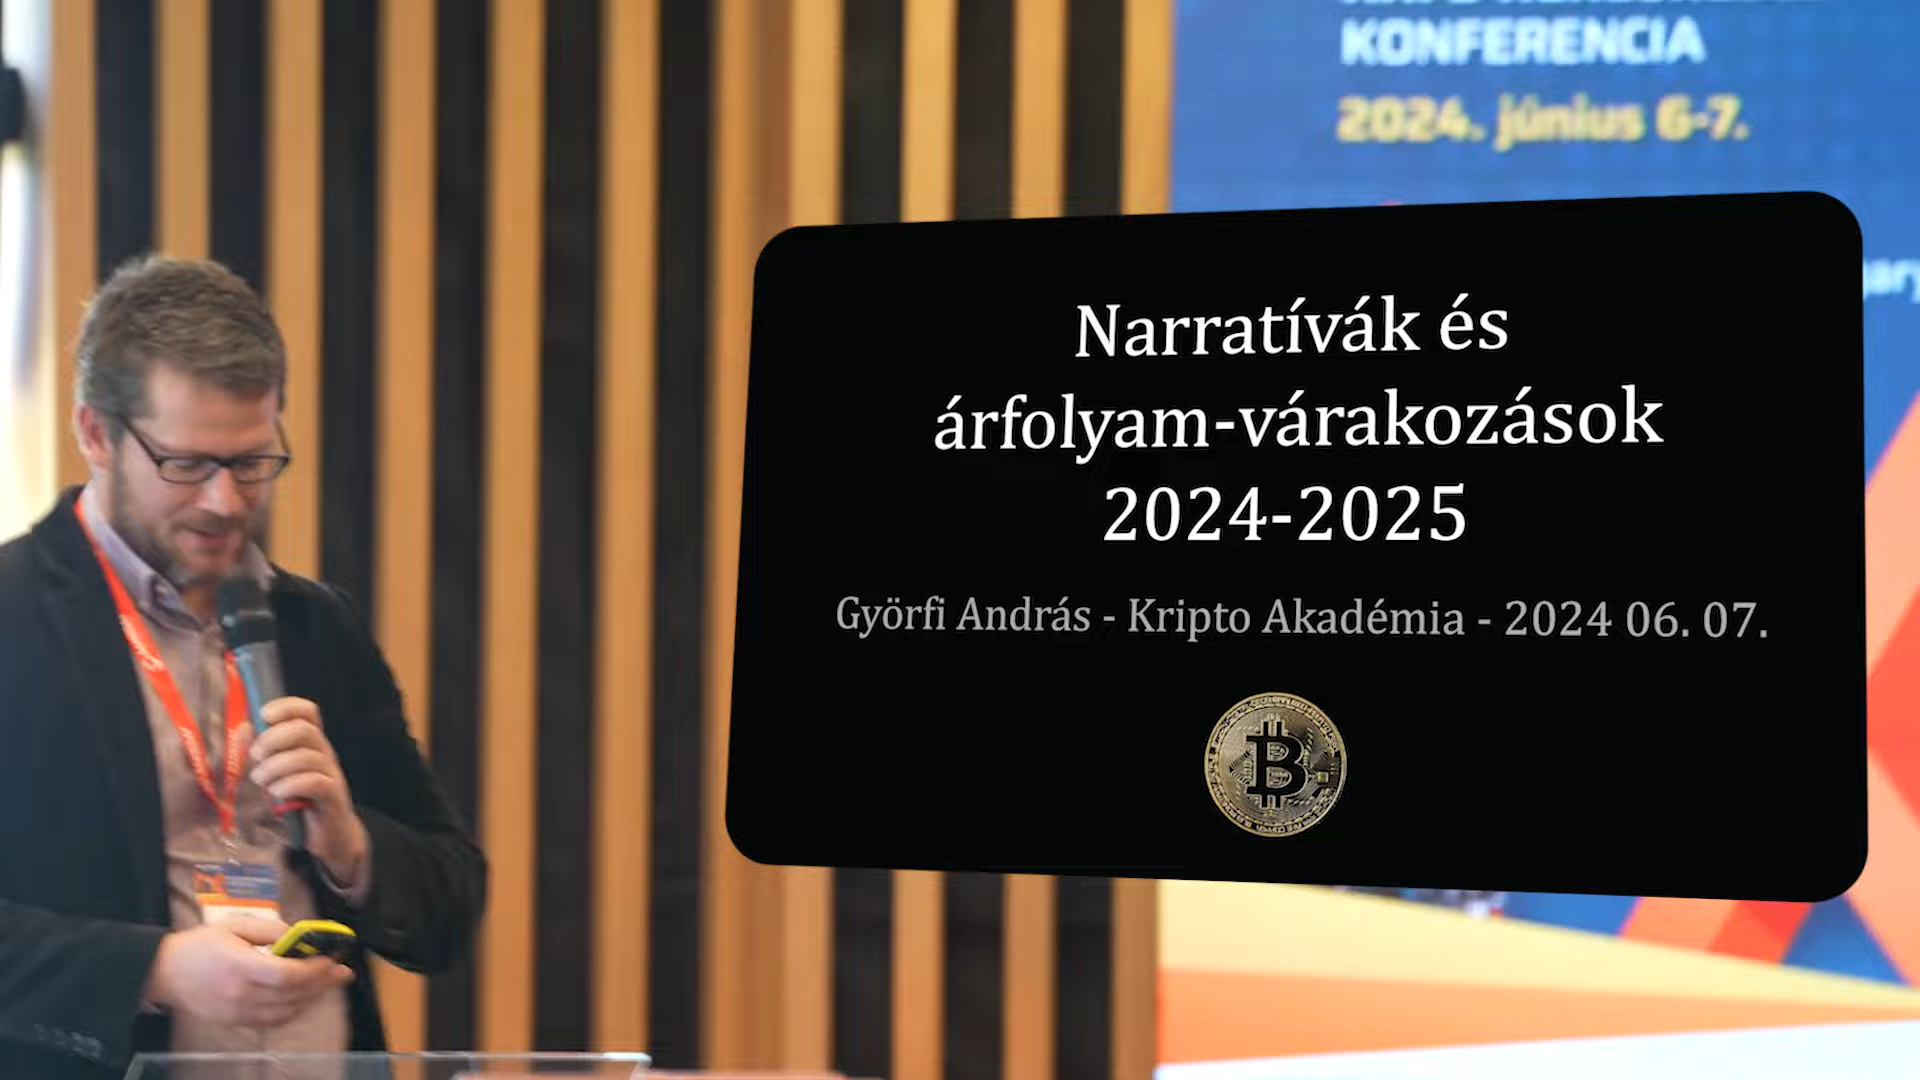 KONFERENCIA
2024. június 6-7.
Narratívák és
árfolyam-várakozások
2024-2025
Györfi András - Kripto Akadémia - 2024 06. 07.